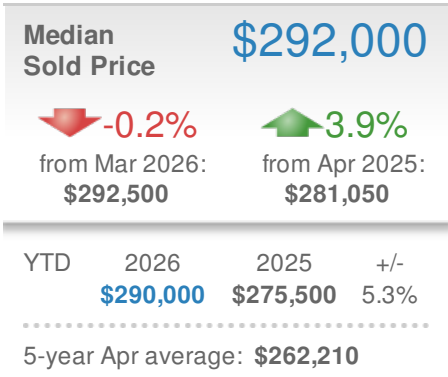 Median $292,000
Sold Price
-0.2% 3.9%
from Mar 2026: from Apr 2025:
$292,500 $281,050
YTD 2026 2025 +/-
$290,000 $275,500 5.3%
5-year Apr average: $262,210